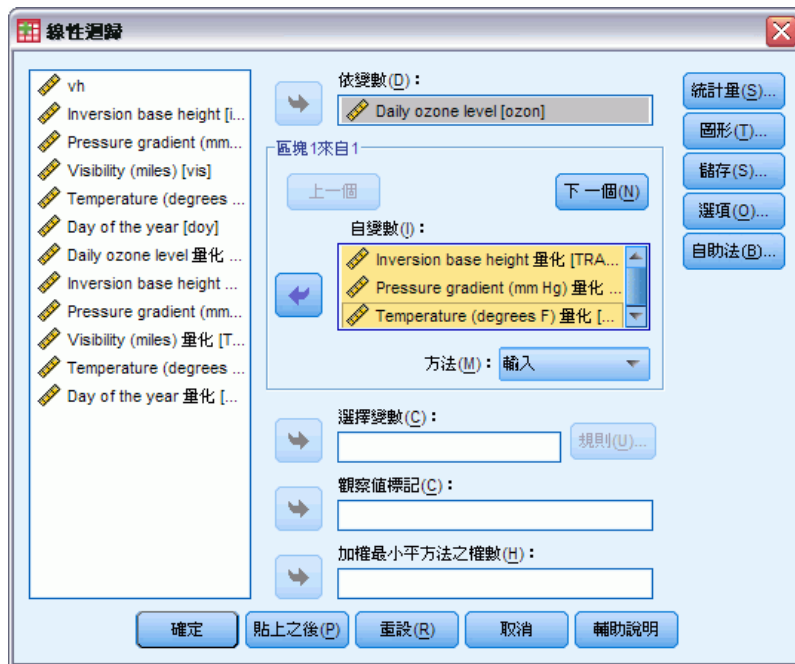 線性迴歸
vh
Inversion base height [i...
Pressure gradient (mm...
Visibility (miles) [vis]
Temperature (degrees ...
Day of the year [doy]
Daily ozone level 量化 ...
Inversion base height ...
Pressure gradient (mm...
Visibility (miles) 量化 [T...
Temperature (degrees ...
Day of the year 量化 [...
依變數(D)：
Daily ozone level [ozon]
區塊1來自1
上一個
下一個(N)
自變數(I)：
Inversion base height 量化 [TRA...
Pressure gradient (mm Hg) 量化 ...
Temperature (degrees F) 量化 [...
方法(M)：輸入
選擇變數(C)：
規則(U)...
觀察值標記(C)：
加權最小平方法之權數(H)：
統計量(S)...
圖形(T)...
儲存(S)...
選項(O)...
自助法(B)...
確定
貼上之後(P)
重設(R)
取消
輔助說明